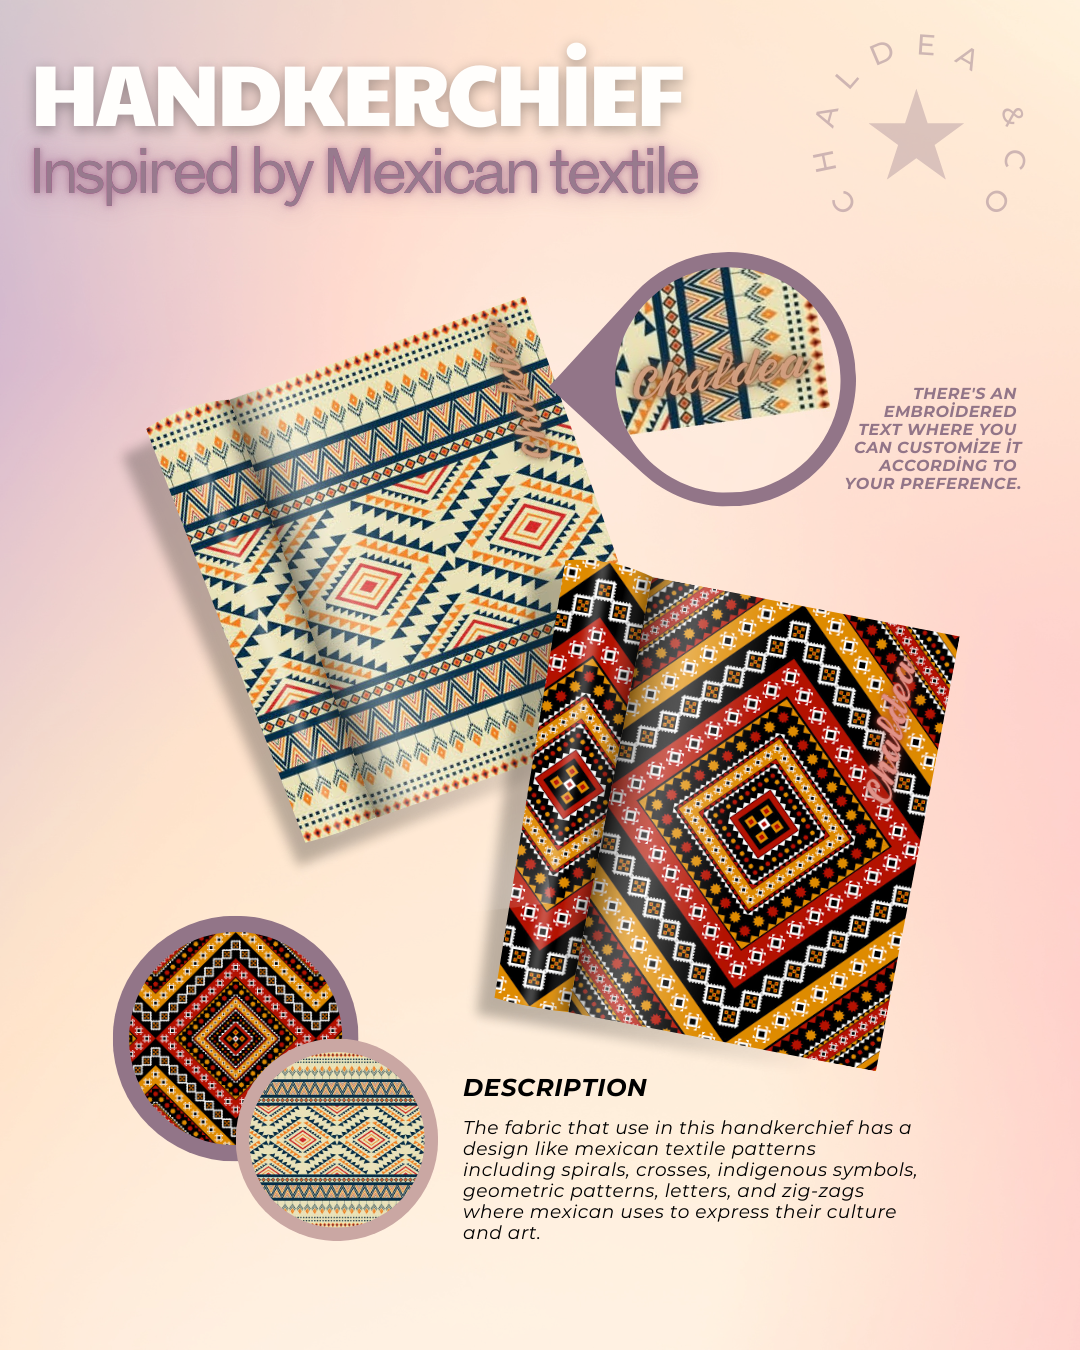 HANDKERCHİEF
Inspired by Mexican textile
CHALDEA & CO
Chaldea
Chaldea
THERE'S AN
EMBROİDERED
TEXT WHERE YOU
CAN CUSTOMİZE İT
ACCORDİNG TO
YOUR PREFERENCE.
Chaldea
DESCRIPTION
The fabric that use in this handkerchief has a
design like mexican textile patterns
including spirals, crosses, indigenous symbols,
geometric patterns, letters, and zig-zags
where mexican uses to express their culture
and art.